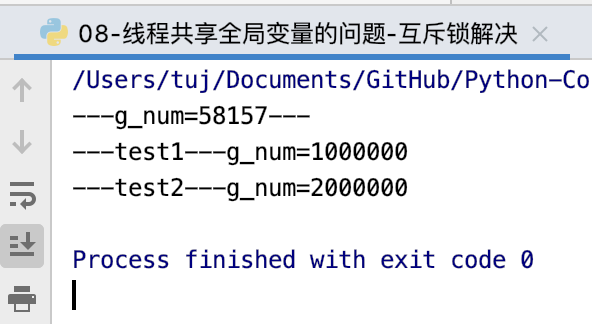 08-线程共享全局变量的问题-互斥锁解决
/Users/tuj/Documents/GitHub/Python-Co
---g_num=58157---
---test1---g_num=1000000
---test2---g_num=2000000
Process finished with exit code 0